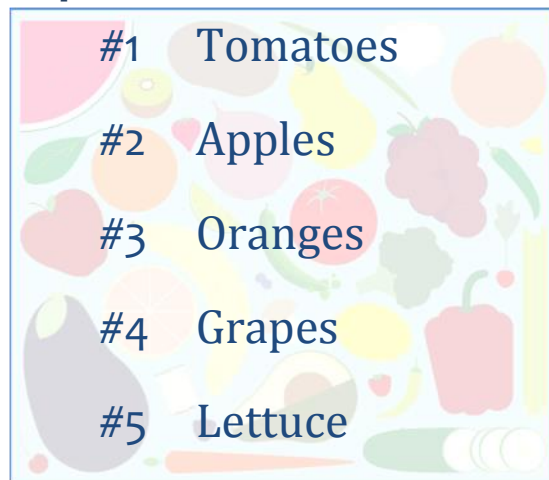 #1 Tomatoes
#2 Apples
#3 Oranges
#4 Grapes
#5 Lettuce